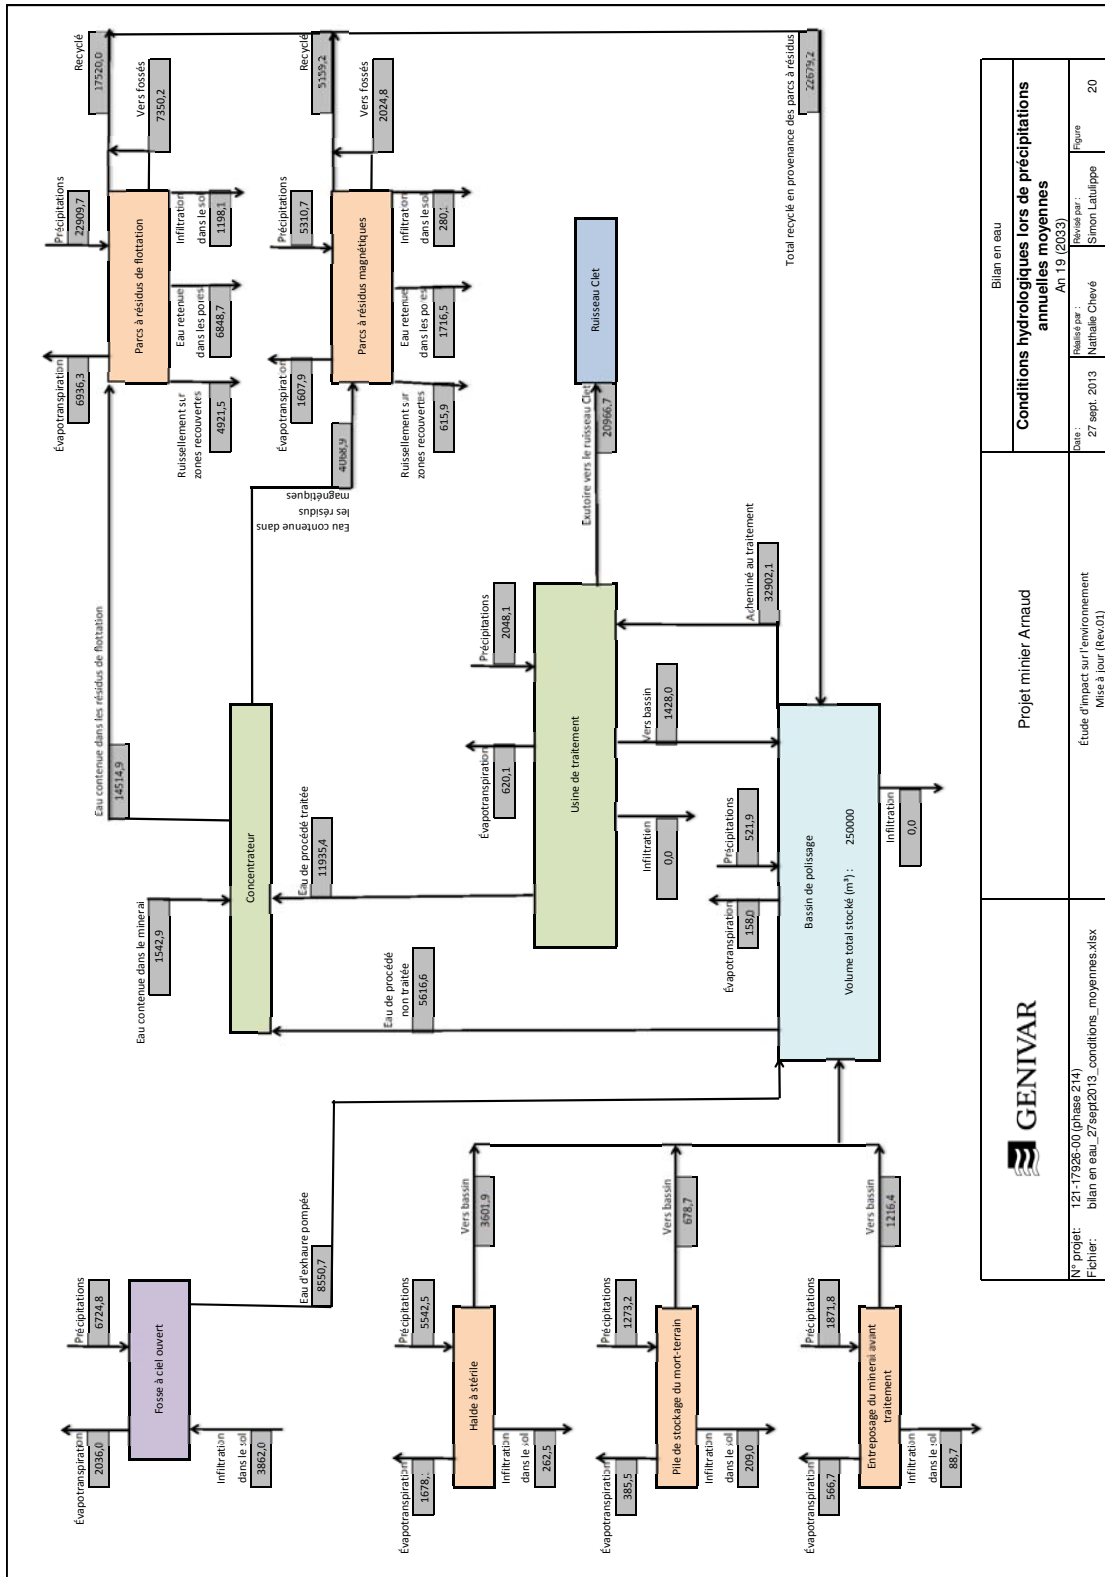 Évapotranspiration
2036,0
Précipitations
6724,8
Fosse à ciel ouvert
Infiltration
dans le sol
3862,0
Eau d'exhaure pompée
8550,7
Évapotranspiration
1678,
Précipitations
5542,5
Halde à stérile
Infiltration
dans le sol
262,5
Vers bassin
3601,9
Évapotranspiration
385,5
Précipitations
1273,2
Pile de stockage du mort-terrain
Infiltration
dans le sol
209,0
Vers bassin
678,7
Évapotranspiration
566,7
Précipitations
1871,8
Entreposage du minerai avant
traitement
Infiltration
dans le sol
88,7
Vers bassin
1216,4
Eau contenue dans le minerai
1542,9
Concentrateur
Eau de procédé
non traitée
5616,6
Eau de procédé traitée
11935,4
Eau contenue dans les résidus de flottation
14514,9
Eau contenue dans
les résidus
magnétiques
4068,9
Évapotranspiration
620,1
Précipitations
2048,1
Usine de traitement
Infiltration
0,0
Vers bassin
1428,0
Acheminé au traitement
32902,1
Évapotranspiration
158,0
Précipitations
521,9
Bassin de polissage
Volume total stocké (m³) : 250000
Infiltration
0,0
Exutoire vers le ruisseau Clet
20966,7
Ruisseau Clet
Évapotranspiration
6936,3
Précipitations
22909,7
Parcs à résidus de flottation
Ruissellement sur
zones recouvertes
4921,5
Eau retenue
dans les pores
6848,7
Infiltration
dans le sol
1198,1
Vers fossés
7350,2
Recyclé
17520,0
Évapotranspiration
1607,9
Précipitations
5310,7
Parcs à résidus magnétiques
Ruissellement sur
zones recouvertes
615,9
Eau retenue
dans les pores
1716,5
Infiltration
dans le sol
280,
Vers fossés
2024,8
Recyclé
5159,2
Total recyclé en provenance des parcs à résidus
22679,2
GENIVAR
N° projet: 121-17926-00 (phase 214)
Fichier: bilan en eau_27sept2013_conditions_moyennes.xlsx
Projet minier Arnaud
Étude d'impact sur l'environnement
Mise à jour (Rev.01)
Bilan en eau
Conditions hydrologiques lors de précipitations
annuelles moyennes
An 19 (2033)
Date : 27 sept. 2013
Réalisé par : Nathalie Chevé
Révisé par : Simon Latulippe
Figure 20